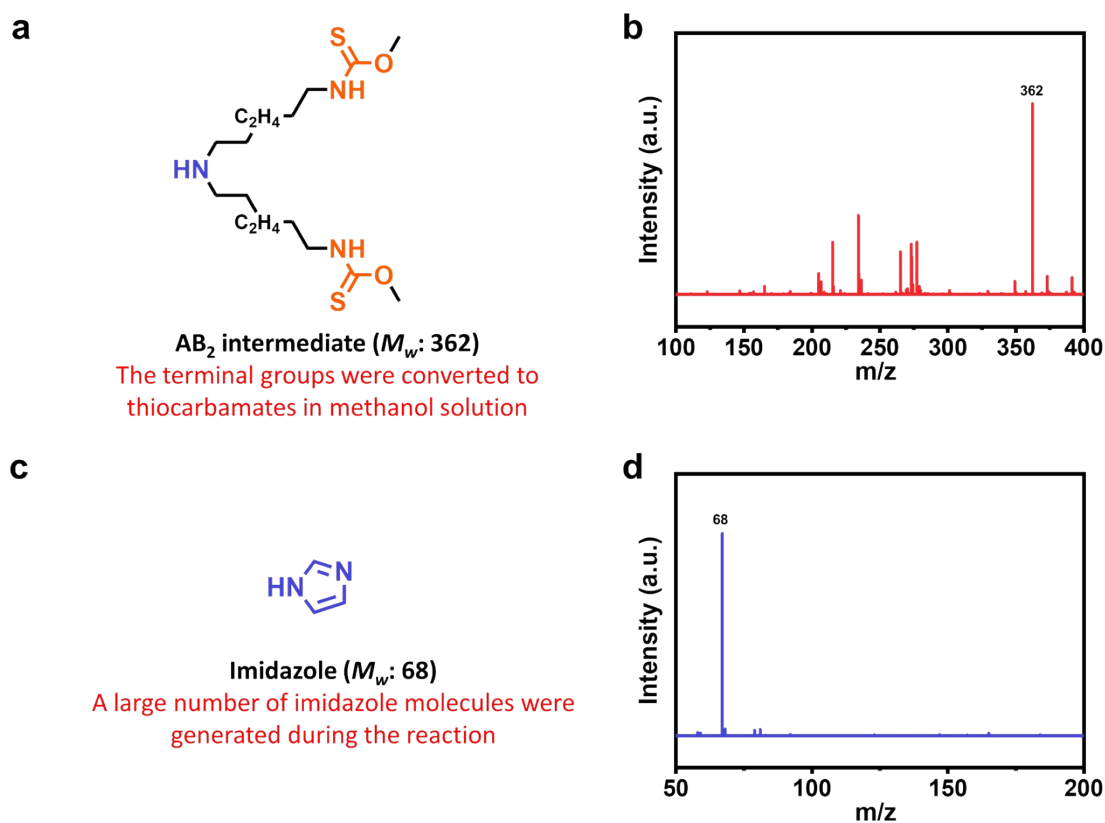 a
S
O
NH
C₂H₄
HN
C₂H₄
NH
O
S
AB₂ intermediate (Mw: 362)
The terminal groups were converted to
thiocarbamates in methanol solution
b
Intensity (a.u.)
362
100 150 200 250 300 350 400
m/z
c
HN
N
Imidazole (Mw: 68)
A large number of imidazole molecules were
generated during the reaction
d
Intensity (a.u.)
68
50 100 150 200
m/z